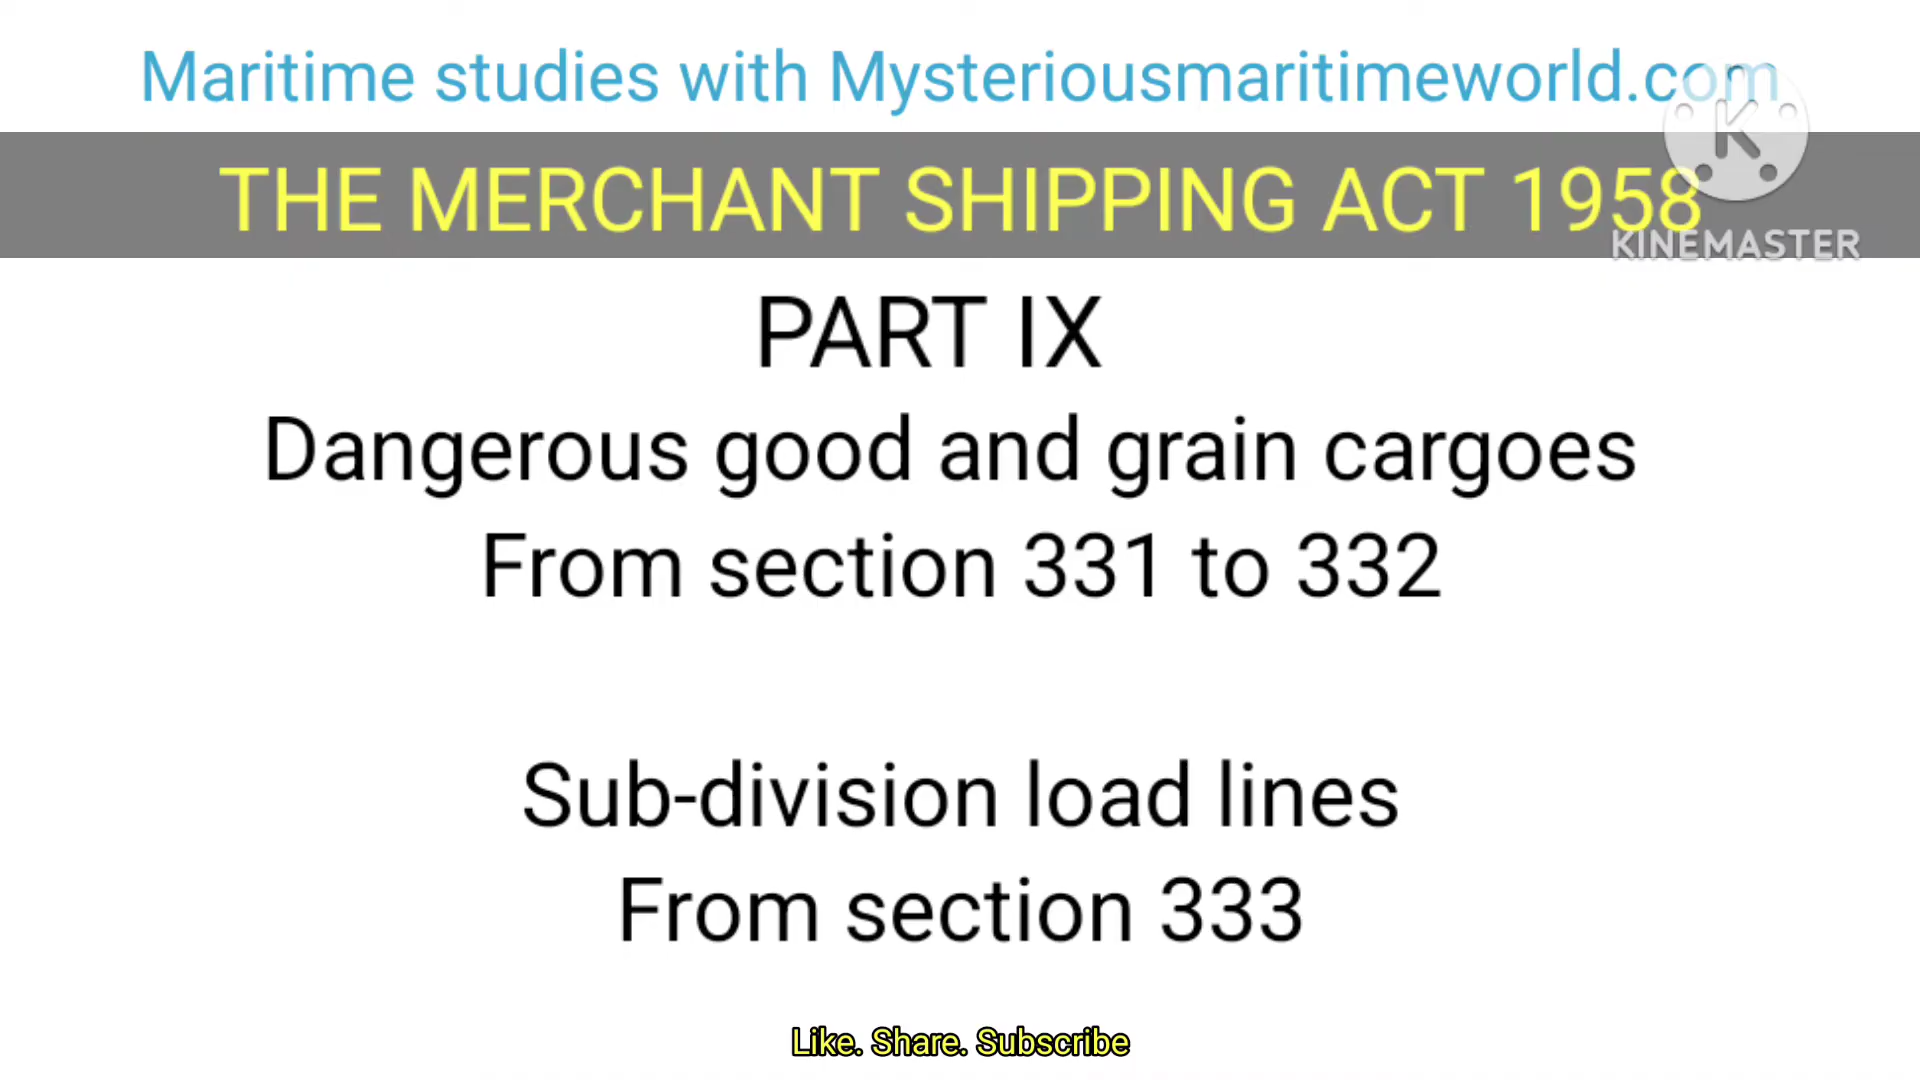 Maritime studies with Mysteriousmaritimeworld.com
THE MERCHANT SHIPPING ACT 1958
K
KINEMASTER
PART IX
Dangerous good and grain cargoes
From section 331 to 332
Sub-division load lines
From section 333
Like. Share. Subscribe